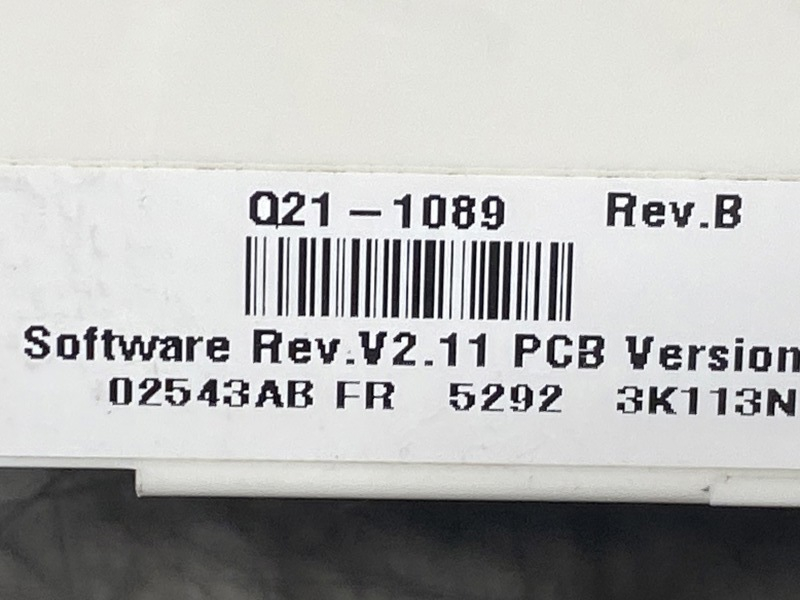 Q21-1089 Rev.B
Software Rev.V2.11 PCB Version
02543AB FR 5292 3K113N